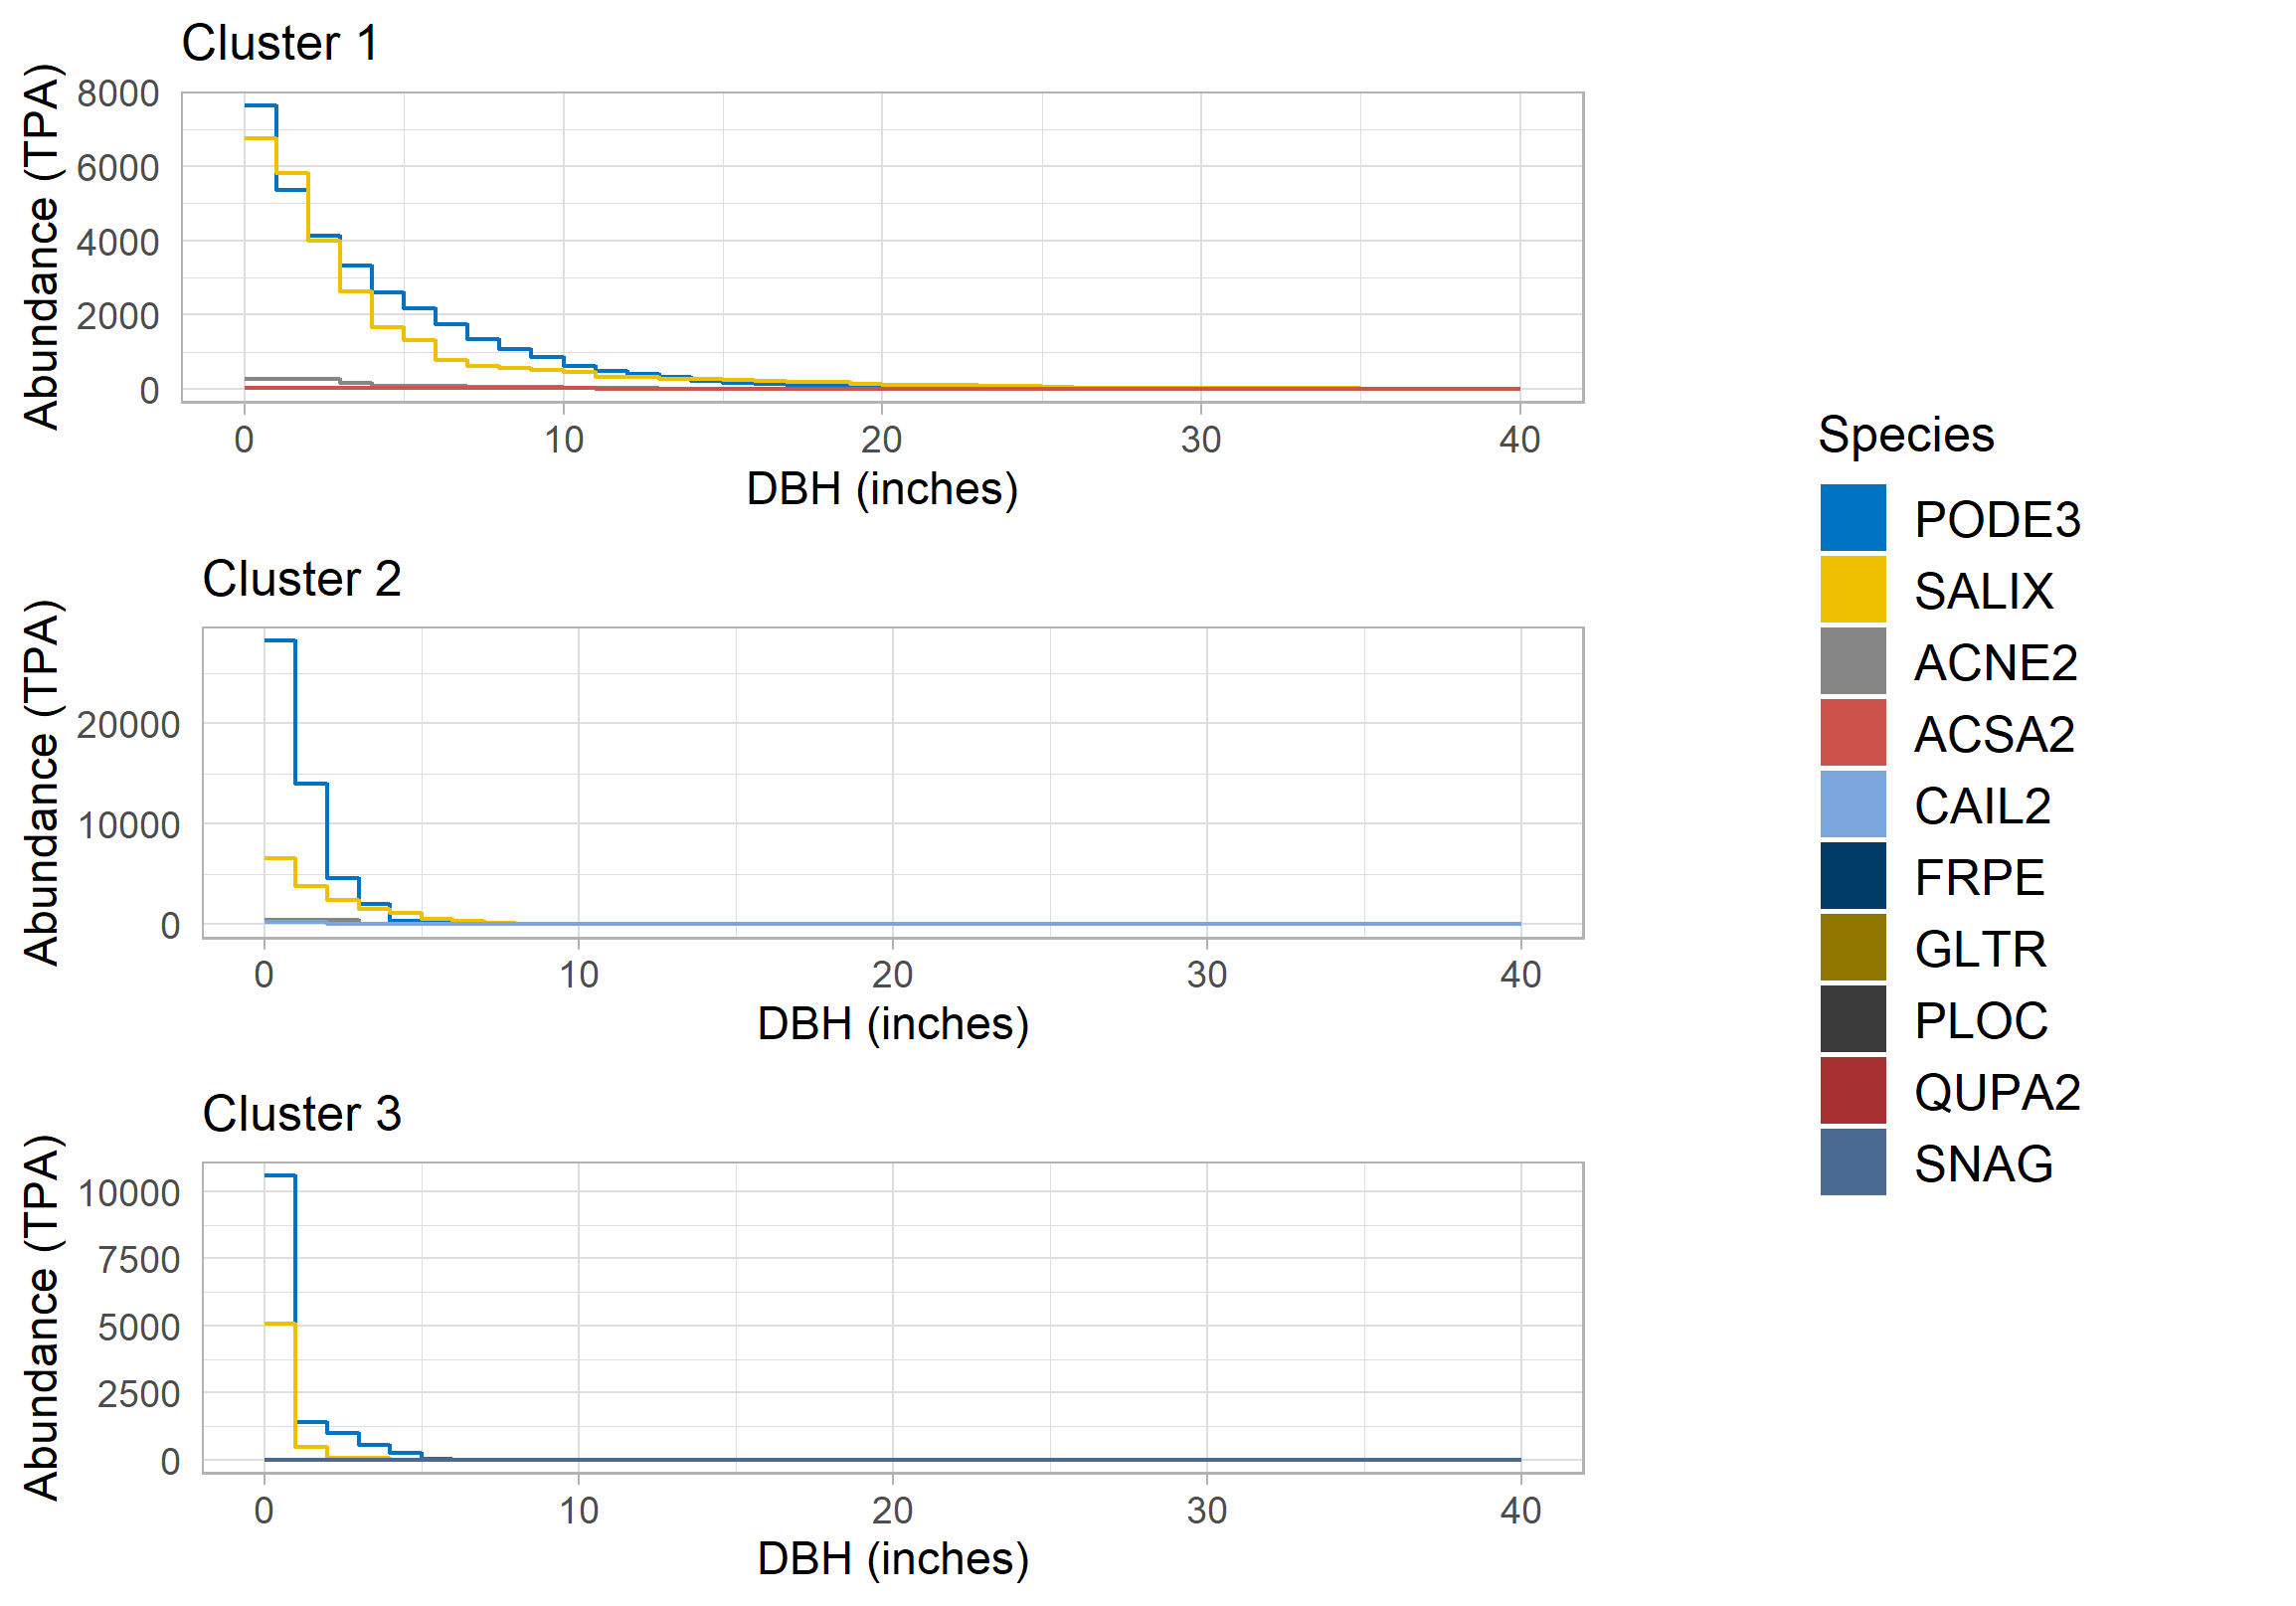 Cluster 1
Abundance (TPA)
8000
6000
4000
2000
0
0 10 20 30 40
DBH (inches)
Cluster 2
Abundance (TPA)
20000
10000
0
0 10 20 30 40
DBH (inches)
Cluster 3
Abundance (TPA)
10000
7500
5000
2500
0
0 10 20 30 40
DBH (inches)
Species
PODE3
SALIX
ACNE2
ACSA2
CAIL2
FRPE
GLTR
PLOC
QUPA2
SNAG